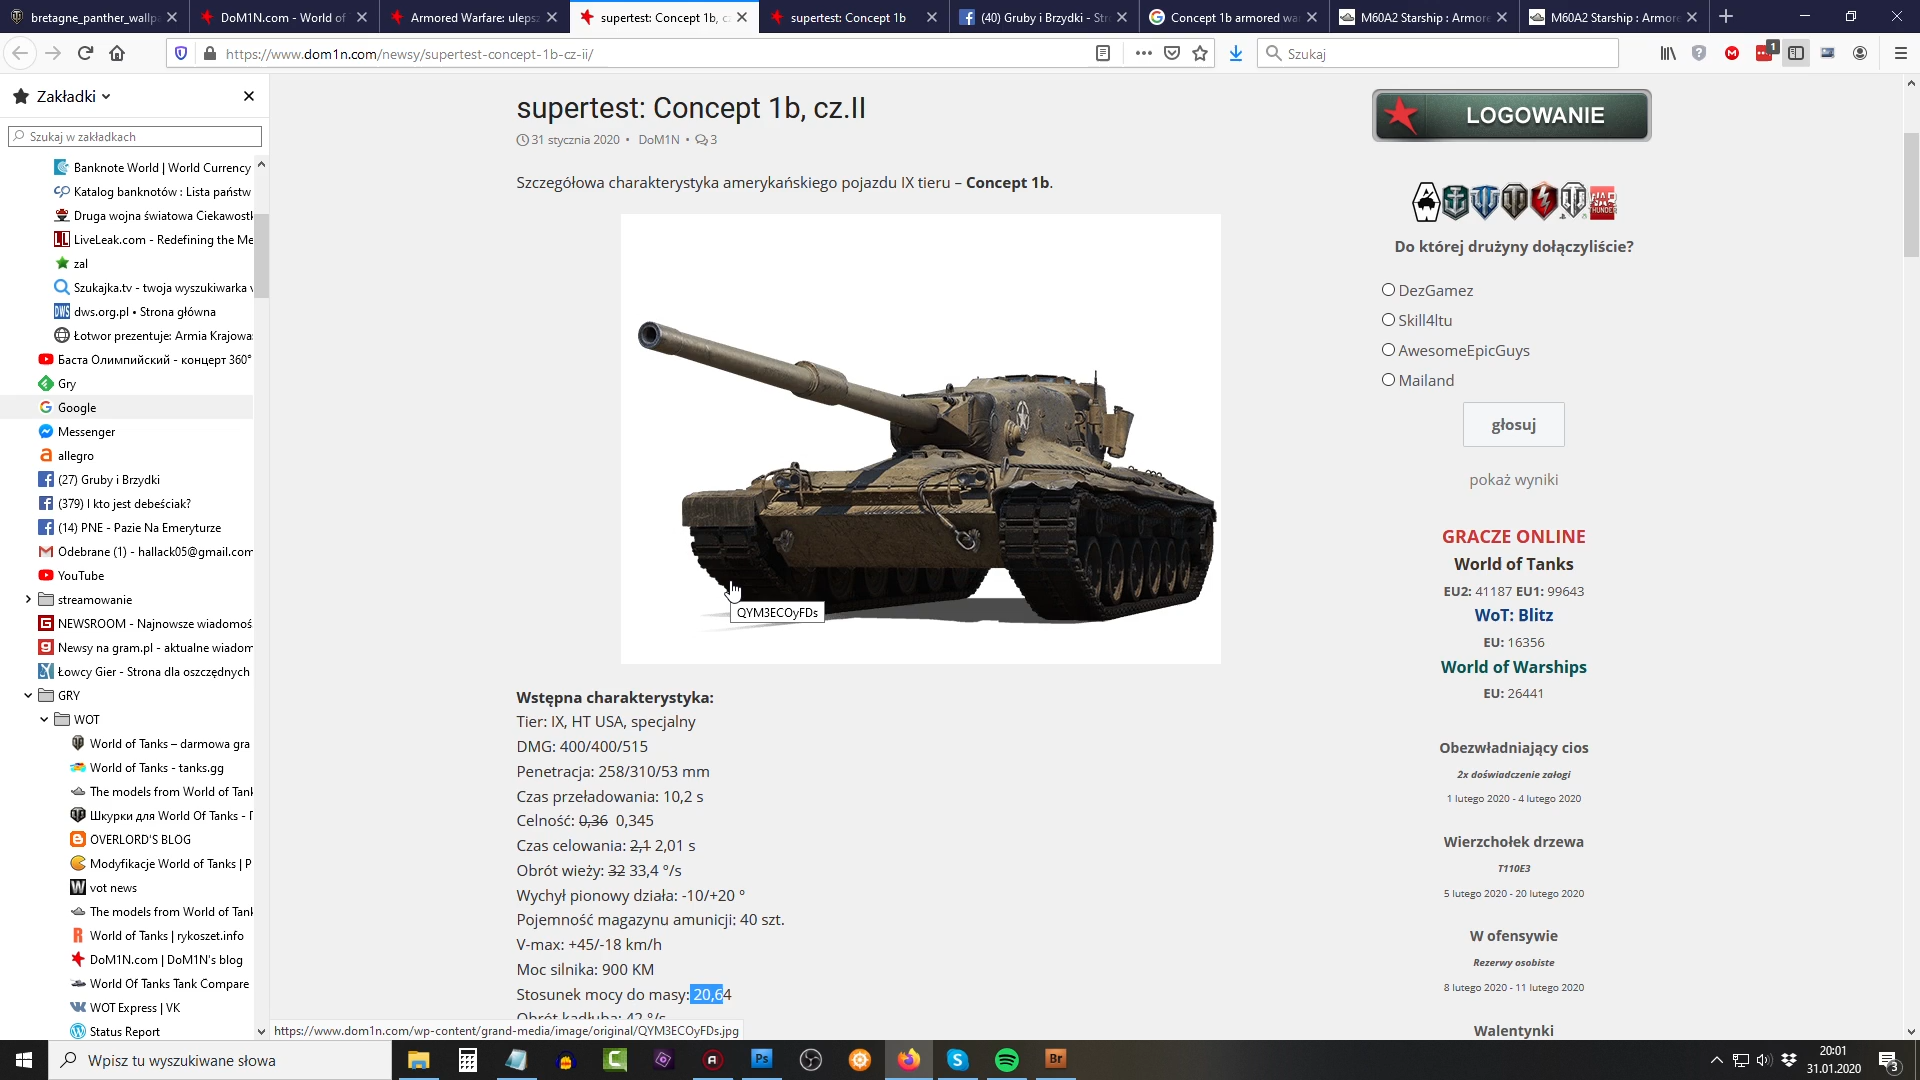 bretagne_panther_wallp
DoM1N.com - World of
Armored Warfare: uleps
supertest: Concept 1b, c
supertest: Concept 1b
(40) Gruby i Brzydki - Str
Concept 1b armored wa
M60A2 Starship : Armore
M60A2 Starship : Armore
https://www.dom1n.com/newsy/supertest-concept-1b-cz-ii/
Szukaj
1
Zakładki
Szukaj w zakładkach
Banknote World | World Currency
Katalog banknotów : Lista państw
Druga wojna światowa Ciekawostk
LiveLeak.com - Redefining the Me
zal
Szukajka.tv - twoja wyszukiwarka v
dws.org.pl • Strona główna
Łotwor prezentuje: Armia Krajowa
Баста Олимпийский - концерт 360°
Gry
Google
Messenger
allegro
(27) Gruby i Brzydki
(379) I kto jest debeściak?
(14) PNE - Pazie Na Emeryturze
Odebrane (1) - hallack05@gmail.com
YouTube
streamowanie
NEWSROOM - Najnowsze wiadomoś
Newsy na gram.pl - aktualne wiadom
Łowcy Gier - Strona dla oszczędnych
GRY
WOT
World of Tanks – darmowa gra
World of Tanks - tanks.gg
The models from World of Tank
Шкурки для World Of Tanks - Г
OVERLORD'S BLOG
Modyfikacje World of Tanks | P
vot news
The models from World of Tank
World of Tanks | rykoszet.info
DoM1N.com | DoM1N's blog
World Of Tanks Tank Compare
WOT Express | VK
Status Report
supertest: Concept 1b, cz.II
31 stycznia 2020 • DoM1N • 3
Szczegółowa charakterystyka amerykańskiego pojazdu IX tieru – Concept 1b.
QYM3ECOyFDs
Wstępna charakterystyka:
Tier: IX, HT USA, specjalny
DMG: 400/400/515
Penetracja: 258/310/53 mm
Czas przeładowania: 10,2 s
Celność: 0,36 0,345
Czas celowania: 2,1 2,01 s
Obrót wieży: 32 33,4 °/s
Wychył pionowy działa: -10/+20 °
Pojemność magazynu amunicji: 40 szt.
V-max: +45/-18 km/h
Moc silnika: 900 KM
Stosunek mocy do masy: 20,64
Obrót kadłuba: 42 °/s
https://www.dom1n.com/wp-content/grand-media/image/original/QYM3ECOyFDs.jpg
LOGOWANIE
WAR THUNDER
Do której drużyny dołączyliście?
DezGamez
Skill4ltu
AwesomeEpicGuys
Mailand
głosuj
pokaż wyniki
GRACZE ONLINE
World of Tanks
EU2: 41187 EU1: 99643
WoT: Blitz
EU: 16356
World of Warships
EU: 26441
Obezwładniający cios
2x doświadczenie załogi
1 lutego 2020 - 4 lutego 2020
Wierzchołek drzewa
T110E3
5 lutego 2020 - 20 lutego 2020
W ofensywie
Rezerwy osobiste
8 lutego 2020 - 11 lutego 2020
Walentynki
Wpisz tu wyszukiwane słowa
Ps
Br
20:01
31.01.2020
3